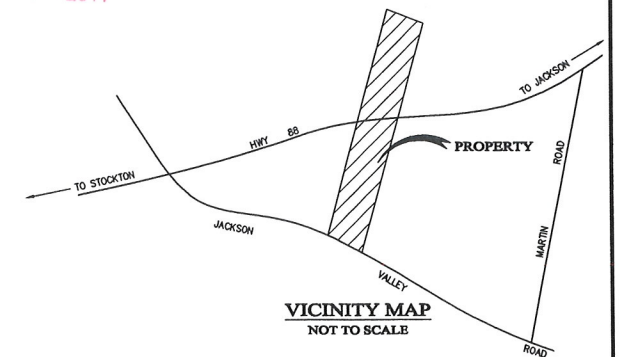 TO JACKSON
HWY 88
PROPERTY
ROAD
MARTIN
TO STOCKTON
JACKSON
VALLEY
ROAD
VICINITY MAP
NOT TO SCALE